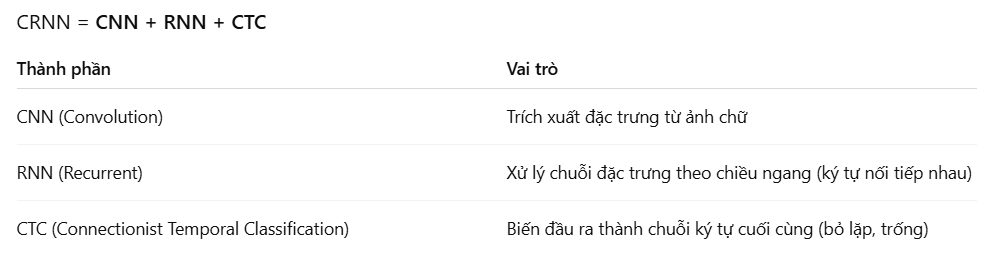 CRNN = CNN + RNN + CTC
Thành phần Vai trò
CNN (Convolution) Trích xuất đặc trưng từ ảnh chữ
RNN (Recurrent) Xử lý chuỗi đặc trưng theo chiều ngang (ký tự nối tiếp nhau)
CTC (Connectionist Temporal Classification) Biến đầu ra thành chuỗi ký tự cuối cùng (bỏ lặp, trống)